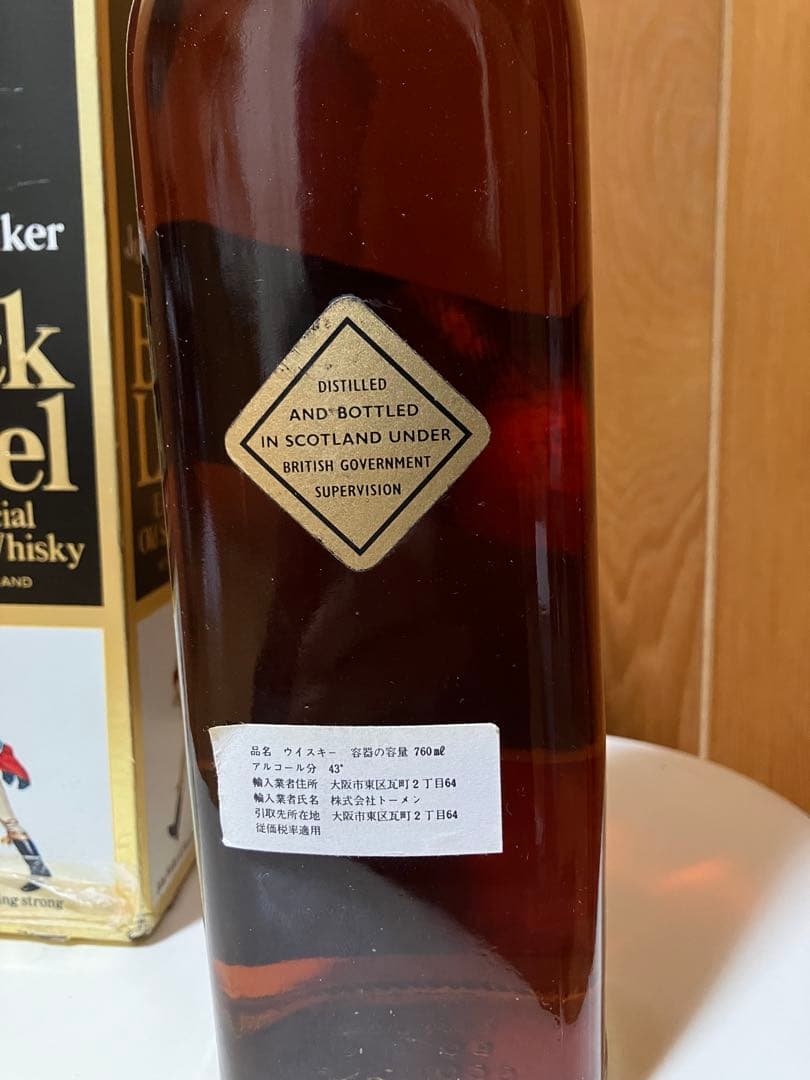 ker
ck
el
cial
Whisky
AND
ing strong
DISTILLED
AND BOTTLED
IN SCOTLAND UNDER
BRITISH GOVERNMENT
SUPERVISION
品名 ウイスキー 容器の容量 760㎖
アルコール分 43°
輸入業者住所 大阪市東区瓦町2丁目64
輸入業者氏名 株式会社トーメン
引取先所在地 大阪市東区瓦町2丁目64
従価税率適用